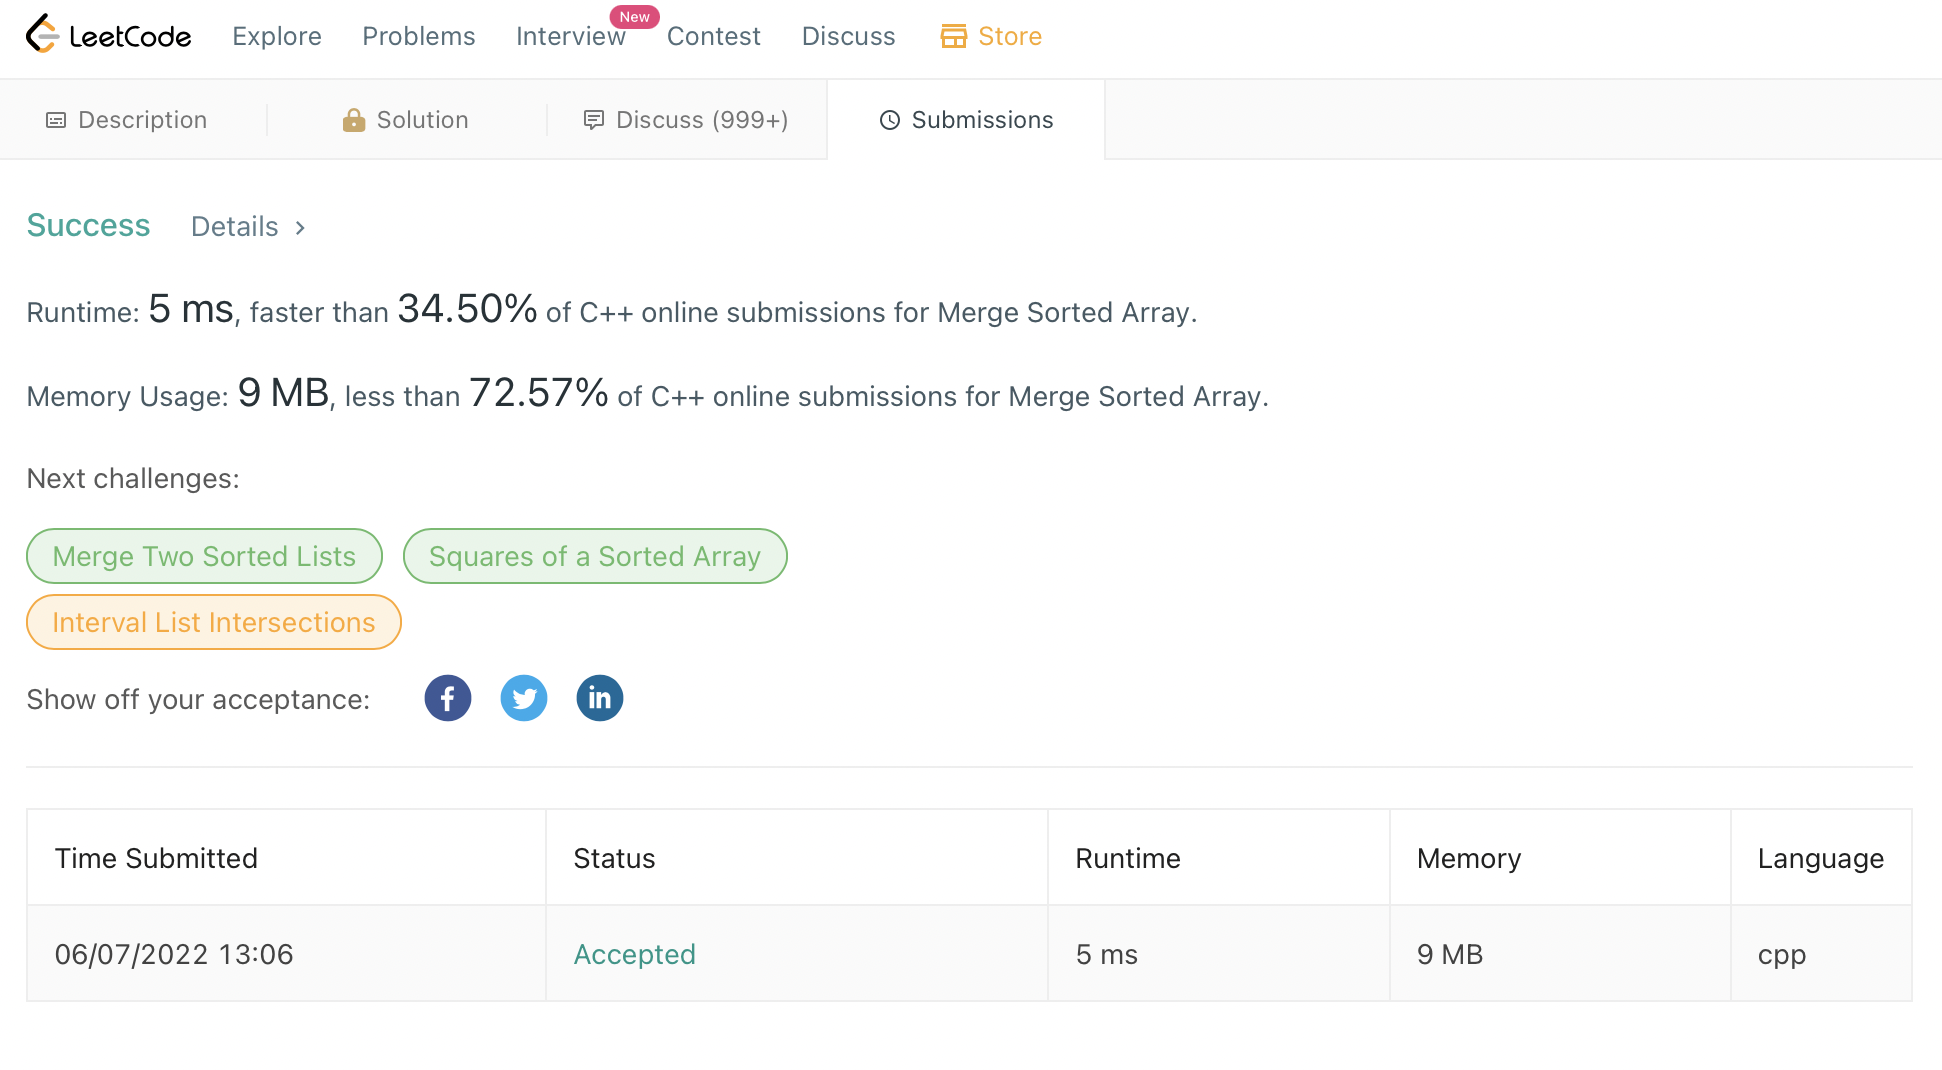 LeetCode Explore Problems Interview New Contest Discuss Store
Description Solution Discuss (999+) Submissions
Success Details
Runtime: 5 ms, faster than 34.50% of C++ online submissions for Merge Sorted Array.
Memory Usage: 9 MB, less than 72.57% of C++ online submissions for Merge Sorted Array.
Next challenges:
Merge Two Sorted Lists Squares of a Sorted Array
Interval List Intersections
Show off your acceptance: f in
Time Submitted Status Runtime Memory Language
06/07/2022 13:06 Accepted 5 ms 9 MB cpp